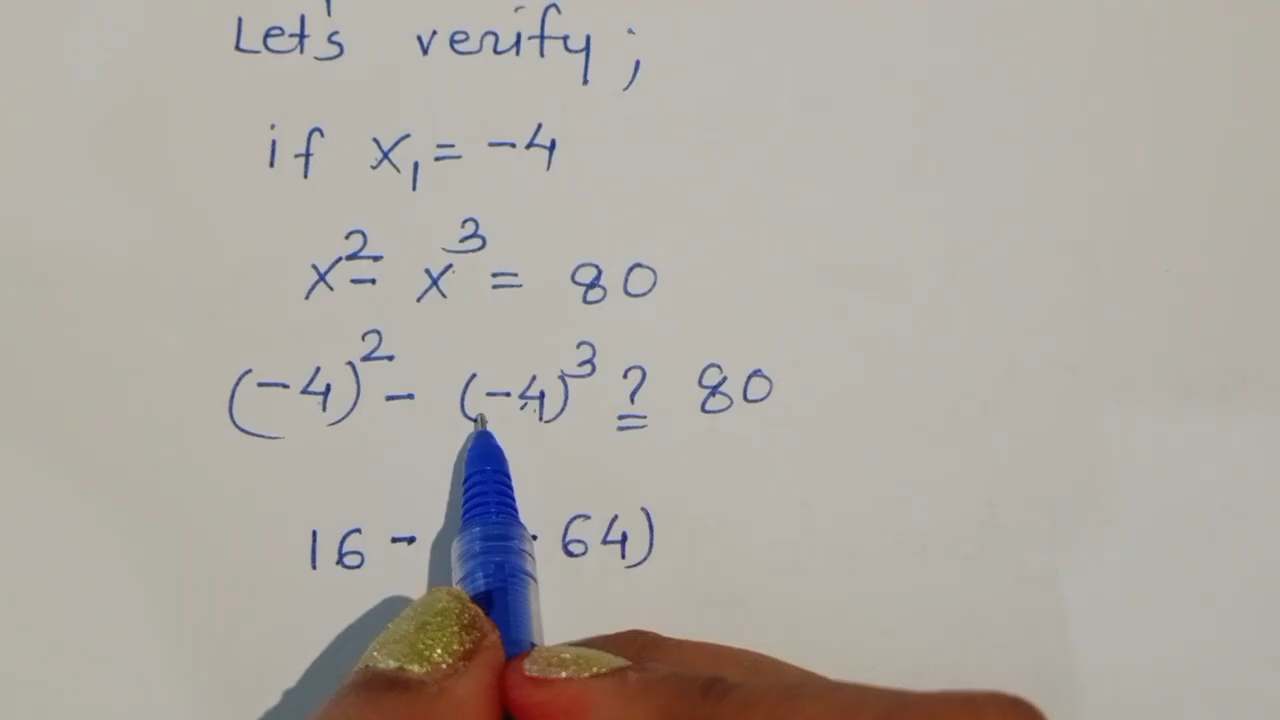 Let's verify;
if x₁ = -4
x² - x³ = 80
(-4)² - (-4)³ ≟ 80
16 - - 64)